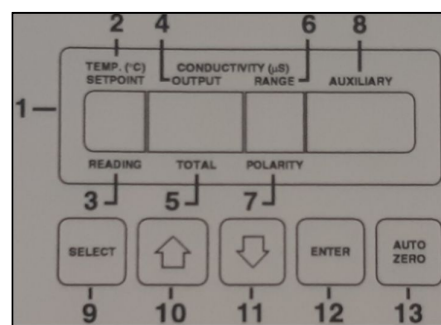 2 4 6 8
TEMP. (°C) CONDUCTIVITY (µS)
SETPOINT OUTPUT RANGE AUXILIARY
1
READING TOTAL POLARITY
3 5 7
SELECT ENTER AUTO
ZERO
9 10 11 12 13